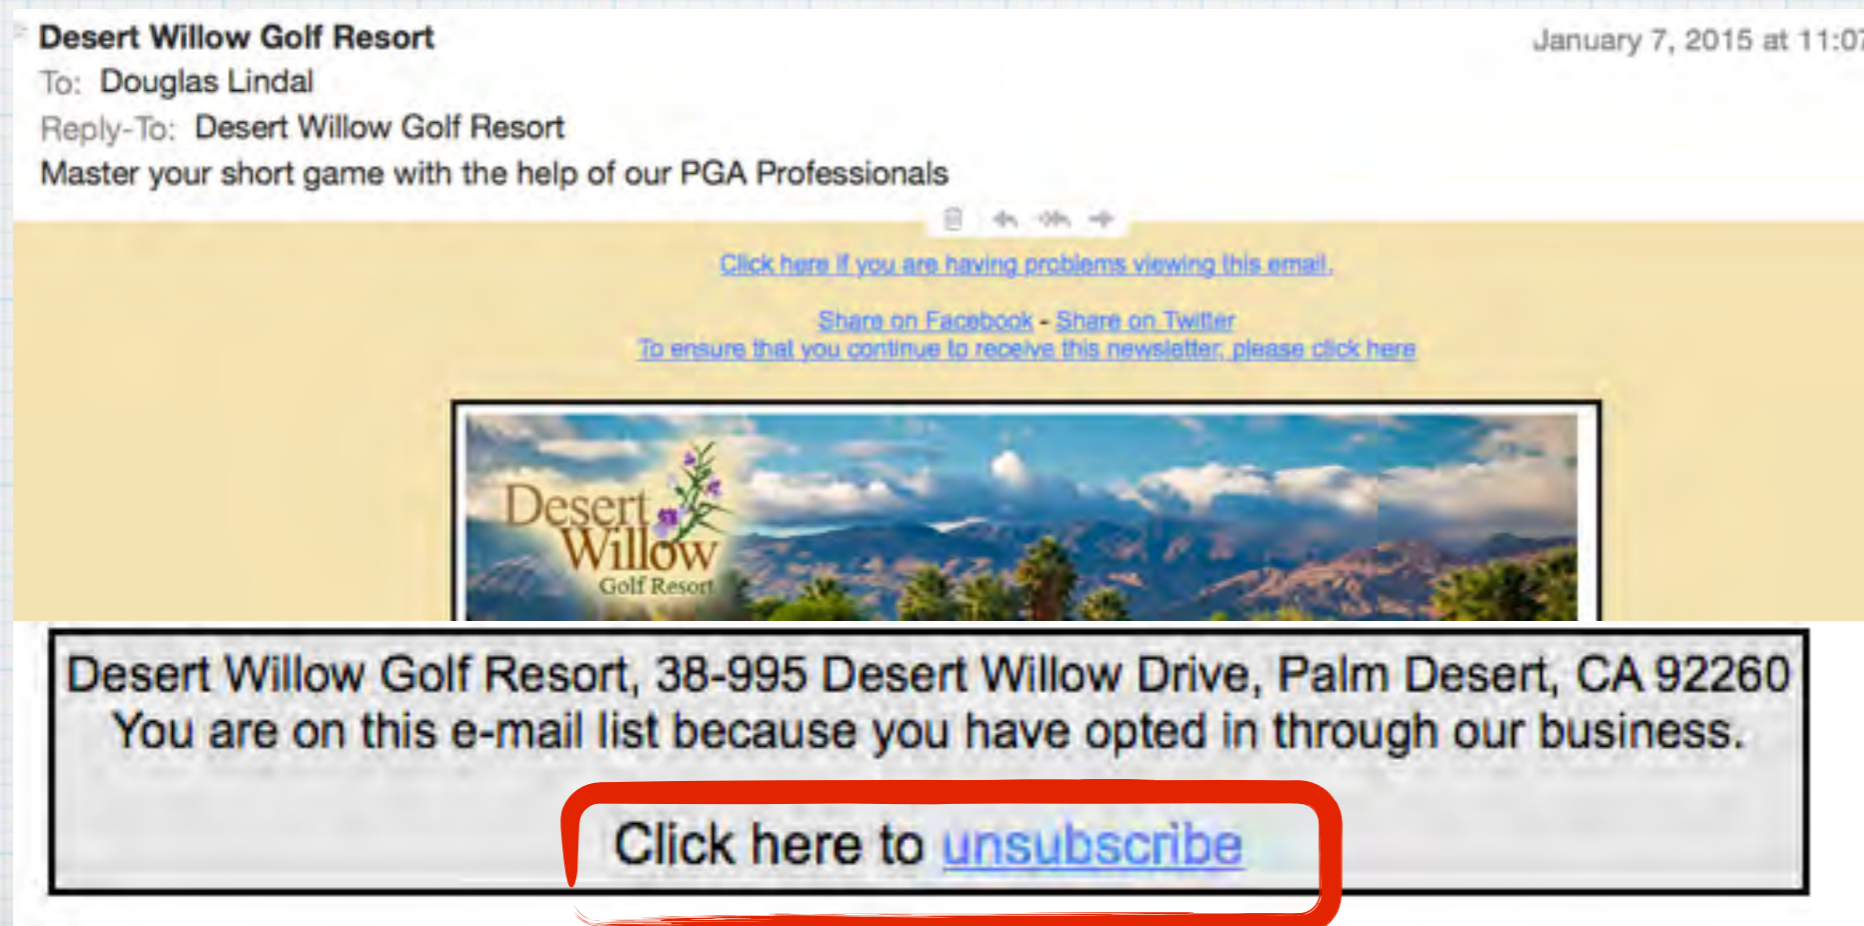 Desert Willow Golf Resort
January 7, 2015 at 11:07
To: Douglas Lindal
Reply-To: Desert Willow Golf Resort
Master your short game with the help of our PGA Professionals
Click here if you are having problems viewing this email.
Share on Facebook - Share on Twitter
To ensure that you continue to receive this newsletter, please click here
Desert
Willow
Golf Resort
Desert Willow Golf Resort, 38-995 Desert Willow Drive, Palm Desert, CA 92260
You are on this e-mail list because you have opted in through our business.
Click here to unsubscribe